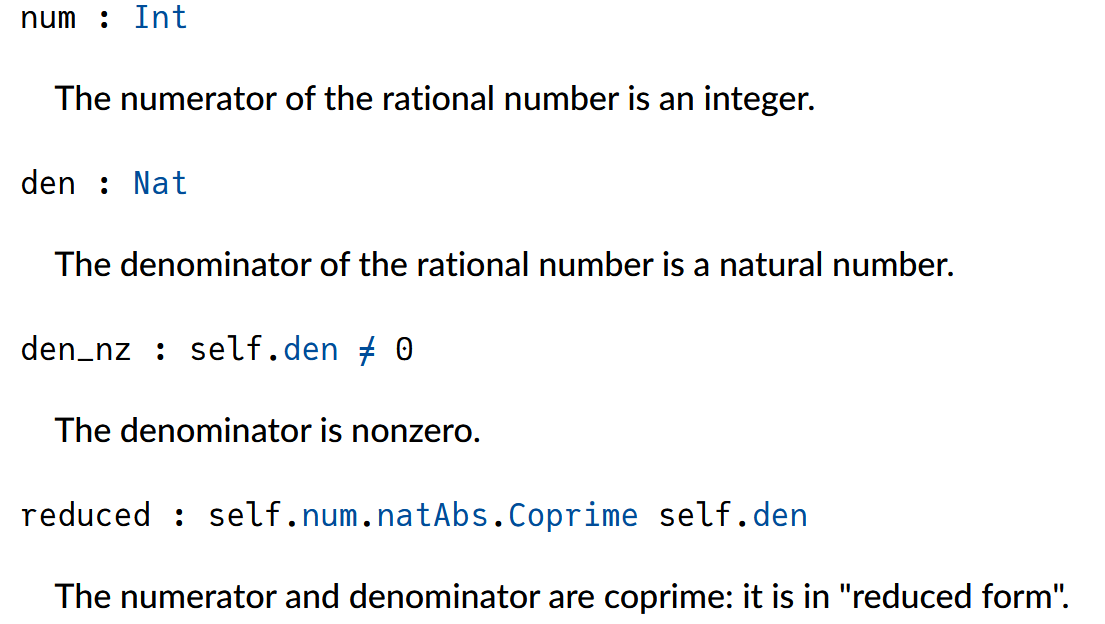 num : Int
The numerator of the rational number is an integer.
den : Nat
The denominator of the rational number is a natural number.
den_nz : self.den ≠ 0
The denominator is nonzero.
reduced : self.num.natAbs.Coprime self.den
The numerator and denominator are coprime: it is in "reduced form".